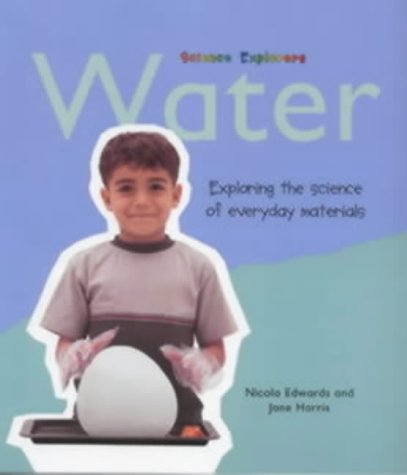 Science Explorers
Water
Exploring the science
of everyday materials
Nicola Edwards and
Jane Harris